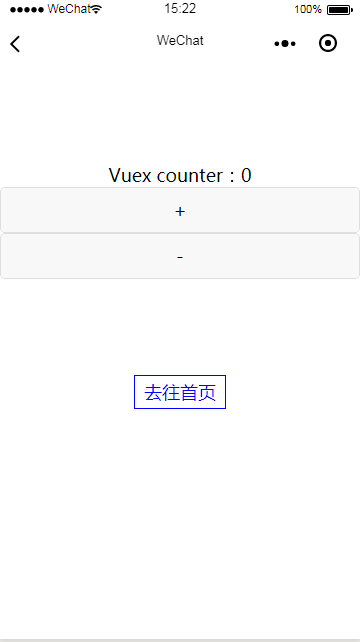 ●●●●● WeChat 15:22 100%
WeChat
Vuex counter：0
+
-
去往首页